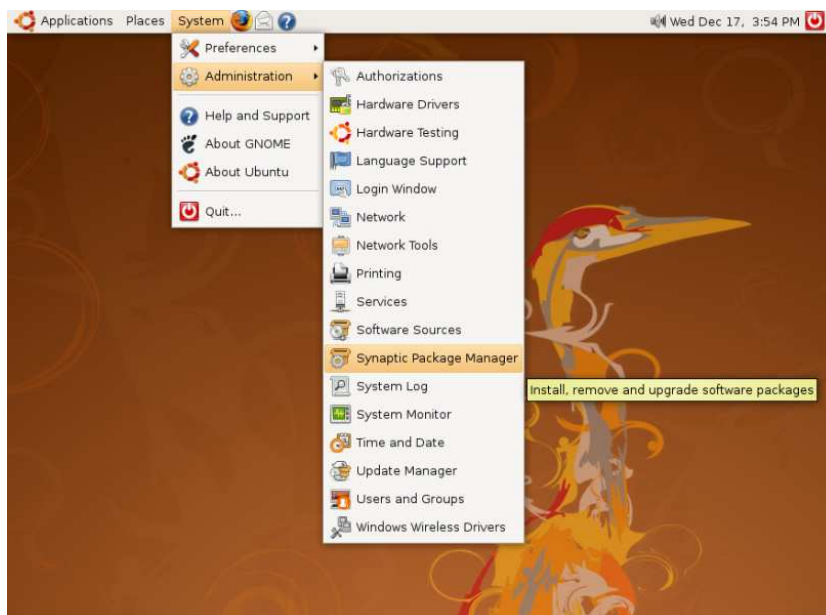 Applications Places System
Wed Dec 17, 3:54 PM
Preferences
Administration
Help and Support
About GNOME
About Ubuntu
Quit...
Authorizations
Hardware Drivers
Hardware Testing
Language Support
Login Window
Network
Network Tools
Printing
Services
Software Sources
Synaptic Package Manager
Install, remove and upgrade software packages
System Log
System Monitor
Time and Date
Update Manager
Users and Groups
Windows Wireless Drivers